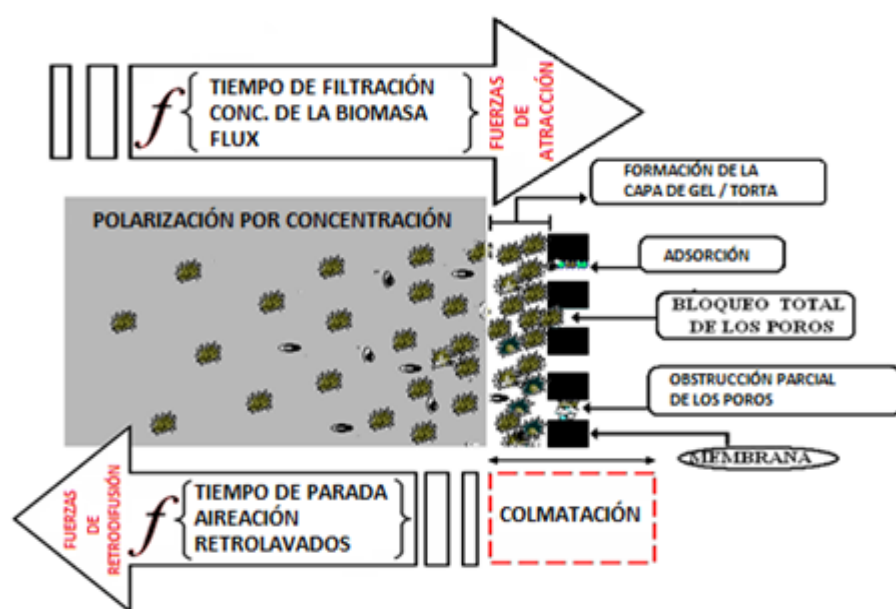 f
TIEMPO DE FILTRACIÓN
CONC. DE LA BIOMASA
FLUX
FUERZAS
DE
ATRACCIÓN
FORMACIÓN DE LA
CAPA DE GEL / TORTA
POLARIZACIÓN POR CONCENTRACIÓN
ADSORCIÓN
BLOQUEO TOTAL
DE LOS POROS
OBSTRUCCIÓN PARCIAL
DE LOS POROS
MEMBRANA
FUERZAS
DE
RETRODIFUSIÓN
f
TIEMPO DE PARADA
AIREACIÓN
RETROLAVADOS
COLMATACIÓN